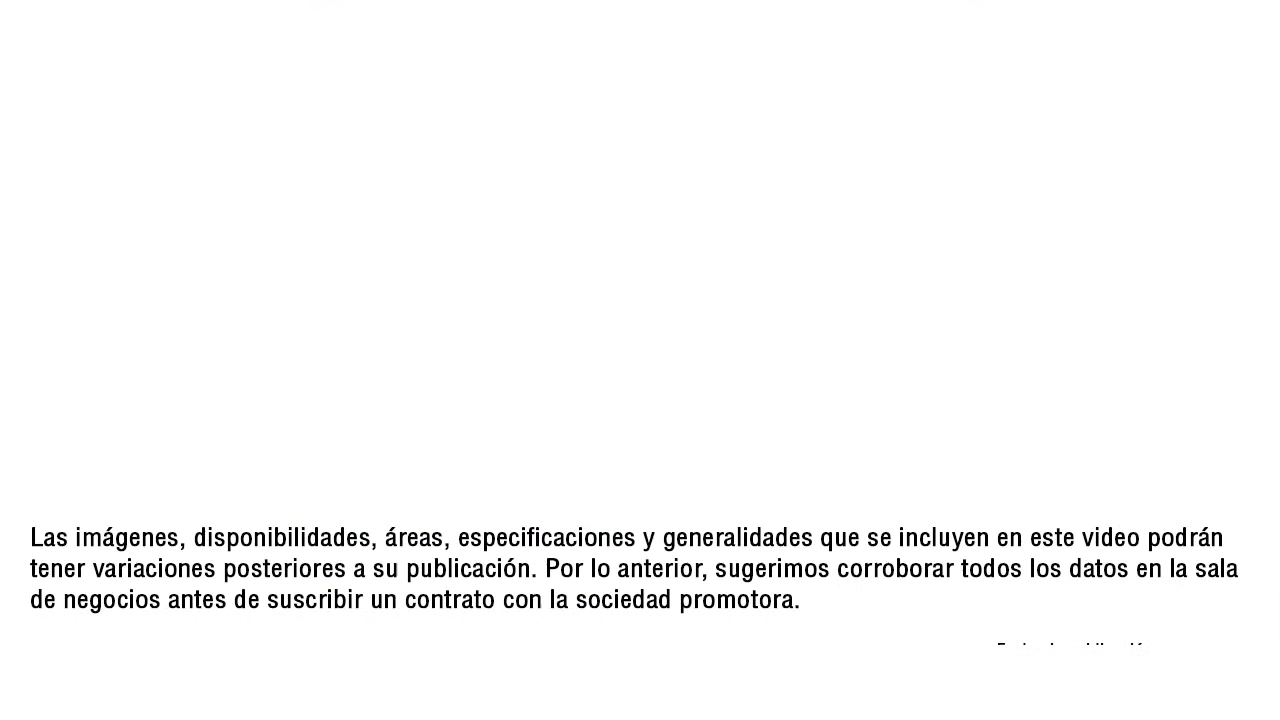 Las imágenes, disponibilidades, áreas, especificaciones y generalidades que se incluyen en este video podrán
tener variaciones posteriores a su publicación. Por lo anterior, sugerimos corroborar todos los datos en la sala
de negocios antes de suscribir un contrato con la sociedad promotora.